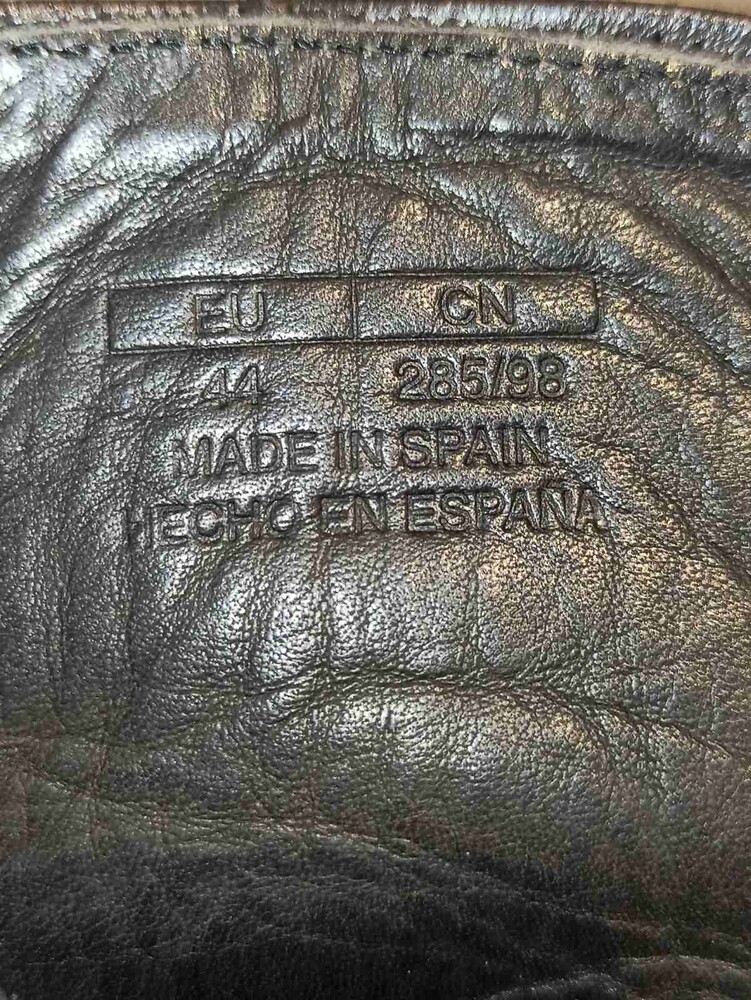 EU CN
44 285/98
MADE IN SPAIN
HECHO EN ESPAÑA